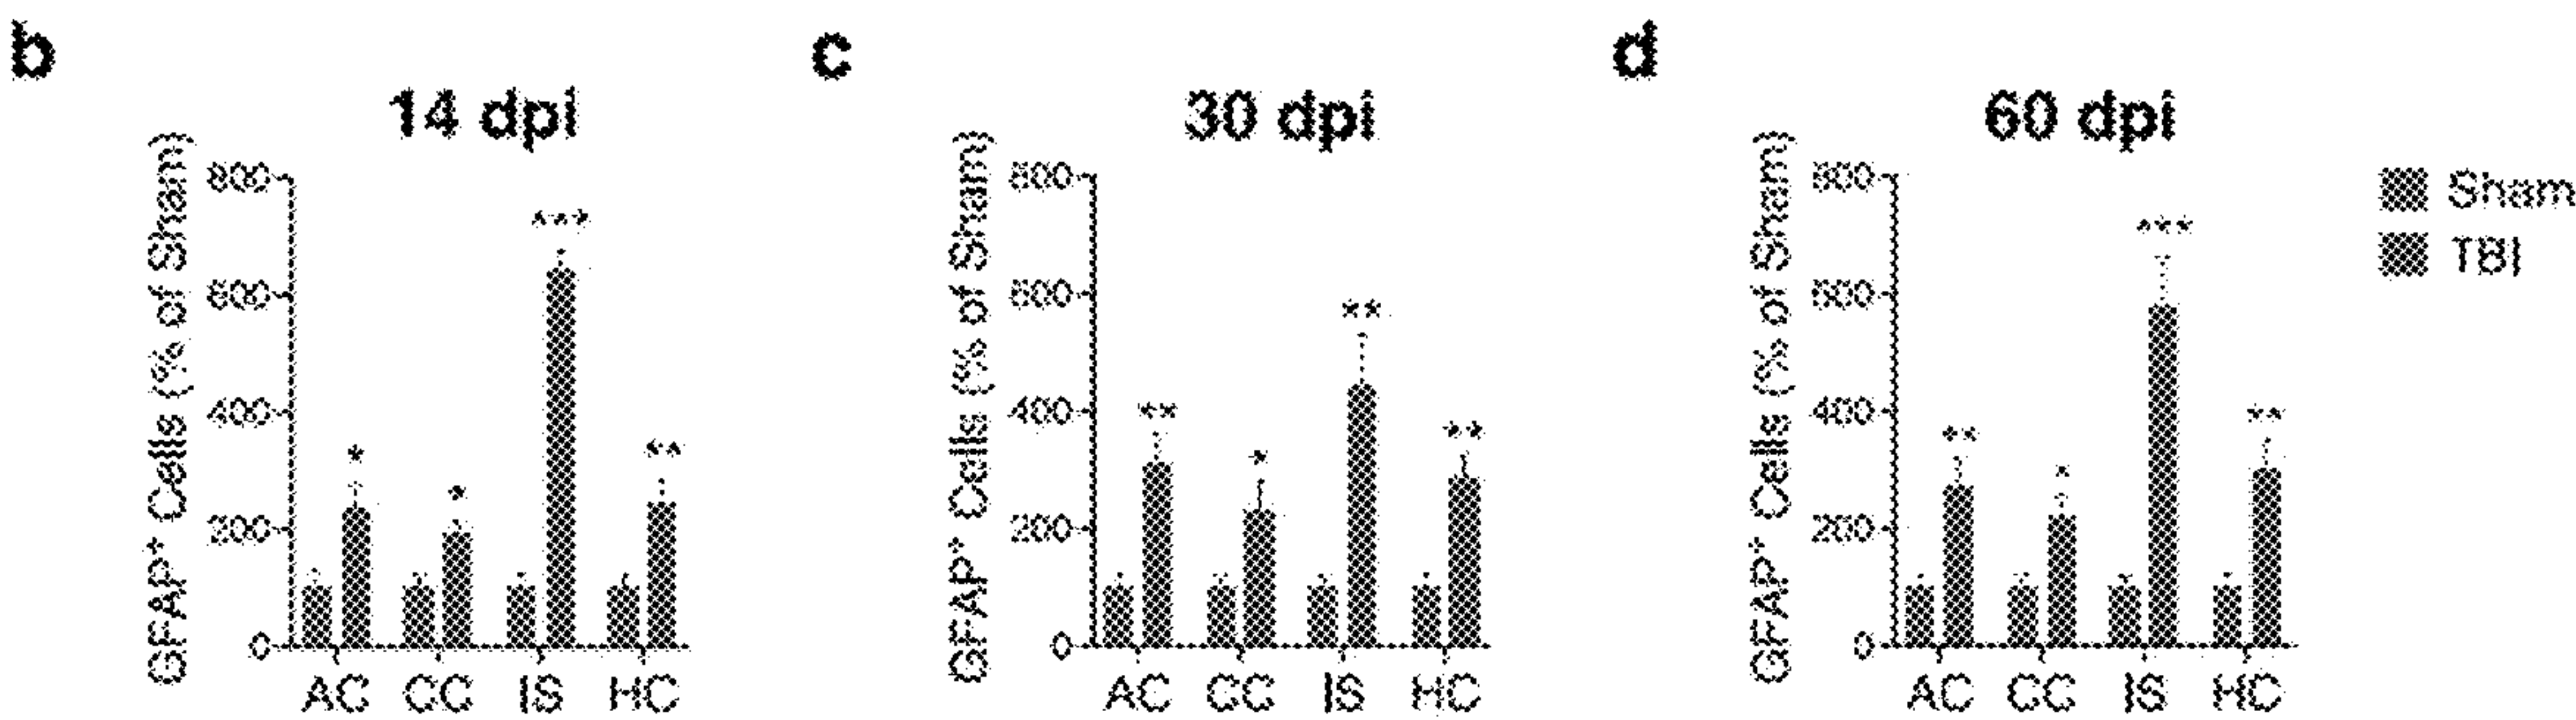 b
14 dpi
GFAP⁺ Cells (% of Sham)
800
600
400
200
0
*
*
***
**
AC CC IS HC
c
30 dpi
GFAP⁺ Cells (% of Sham)
800
600
400
200
0
**
*
**
**
AC CC IS HC
d
60 dpi
GFAP⁺ Cells (% of Sham)
800
600
400
200
0
**
*
***
**
AC CC IS HC
Sham
TBI